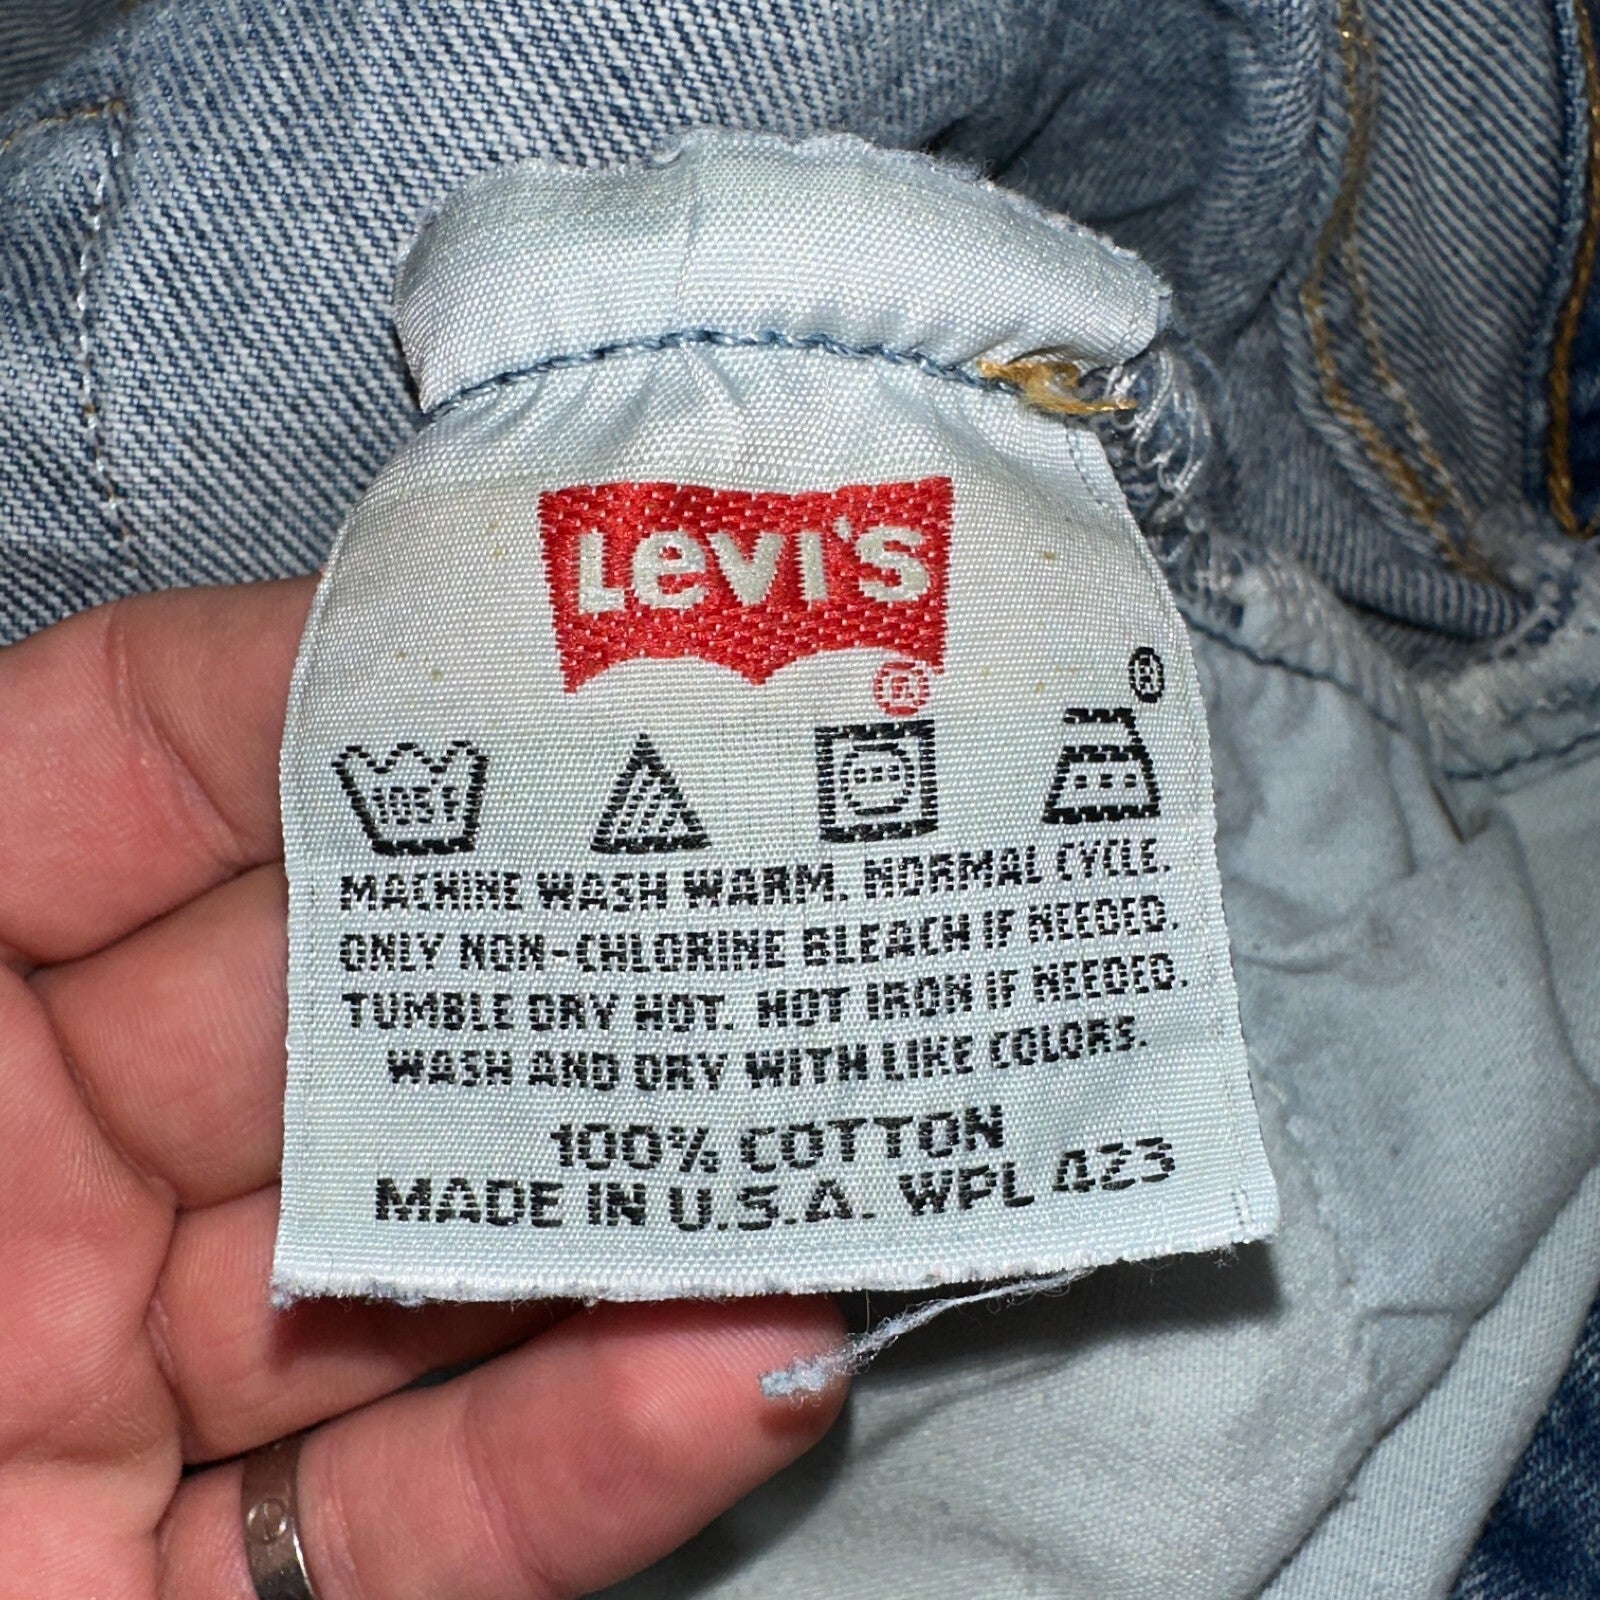 Levi's
®
®
105F
MACHINE WASH WARM. NORMAL CYCLE.
ONLY NON-CHLORINE BLEACH IF NEEDED.
TUMBLE DRY HOT. HOT IRON IF NEEDED.
WASH AND DRY WITH LIKE COLORS.
100% COTTON
MADE IN U.S.A. WPL 423